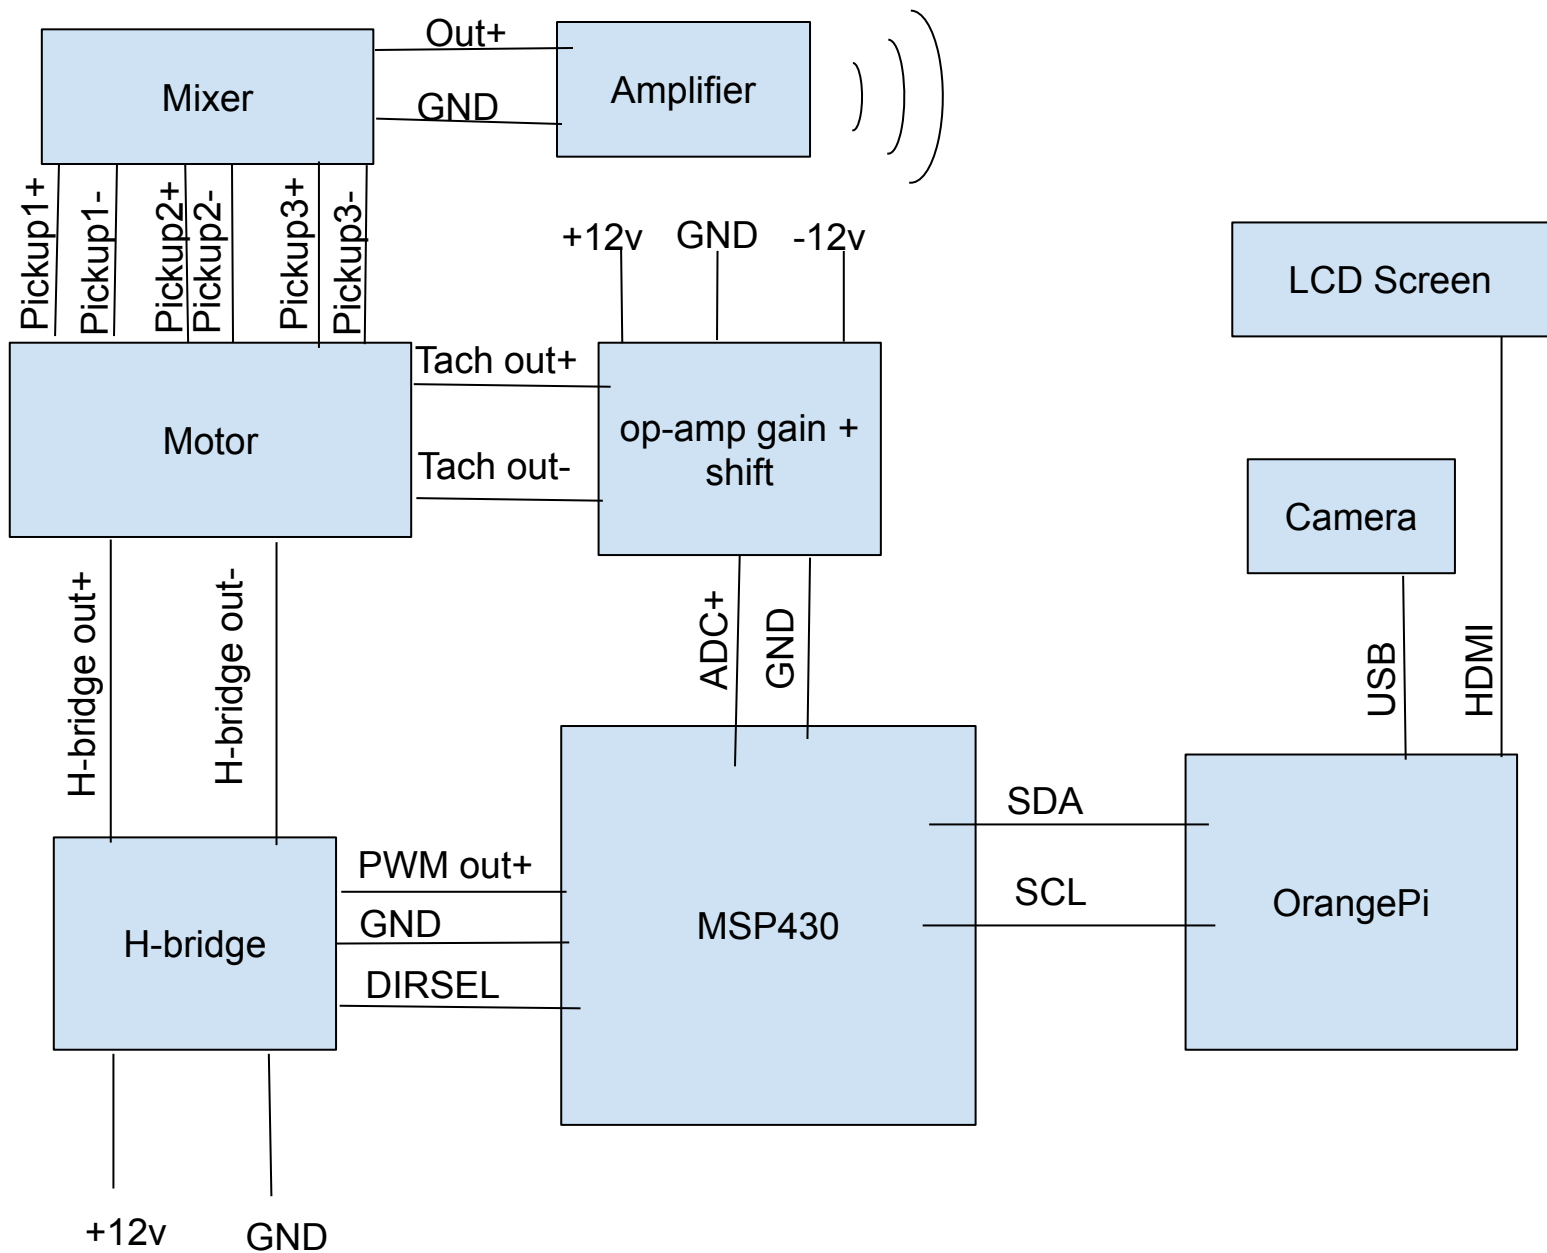 Out+
Mixer
Amplifier
GND
Pickup1+
Pickup1-
Pickup2+
Pickup2-
Pickup3+
Pickup3-
+12v
GND
-12v
LCD Screen
Tach out+
Motor
op-amp gain +
shift
Tach out-
Camera
H-bridge out+
H-bridge out-
ADC+
GND
USB
HDMI
SDA
PWM out+
SCL
OrangePi
GND
MSP430
H-bridge
DIRSEL
+12v
GND